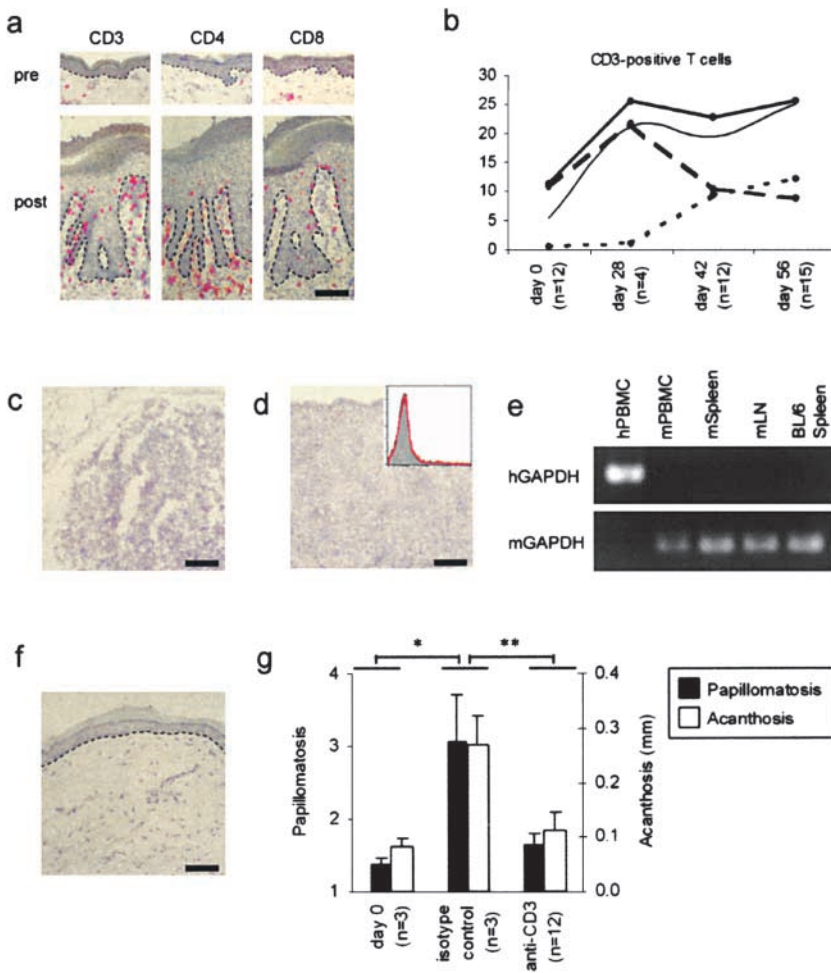 a
CD3 CD4 CD8
pre
post
b
CD3-positive T cells
30
25
20
15
10
5
0
day 0 (n=12)
day 28 (n=4)
day 42 (n=12)
day 56 (n=15)
c
d
e
hPBMC
mPBMC
mSpleen
mLN
BL/6 Spleen
hGAPDH
mGAPDH
f
g
* **
4
3
2
1
Papillomatosis
0.4
0.3
0.2
0.1
0.0
Acanthosis (mm)
day 0 (n=3)
isotype control (n=3)
anti-CD3 (n=12)
Papillomatosis
Acanthosis